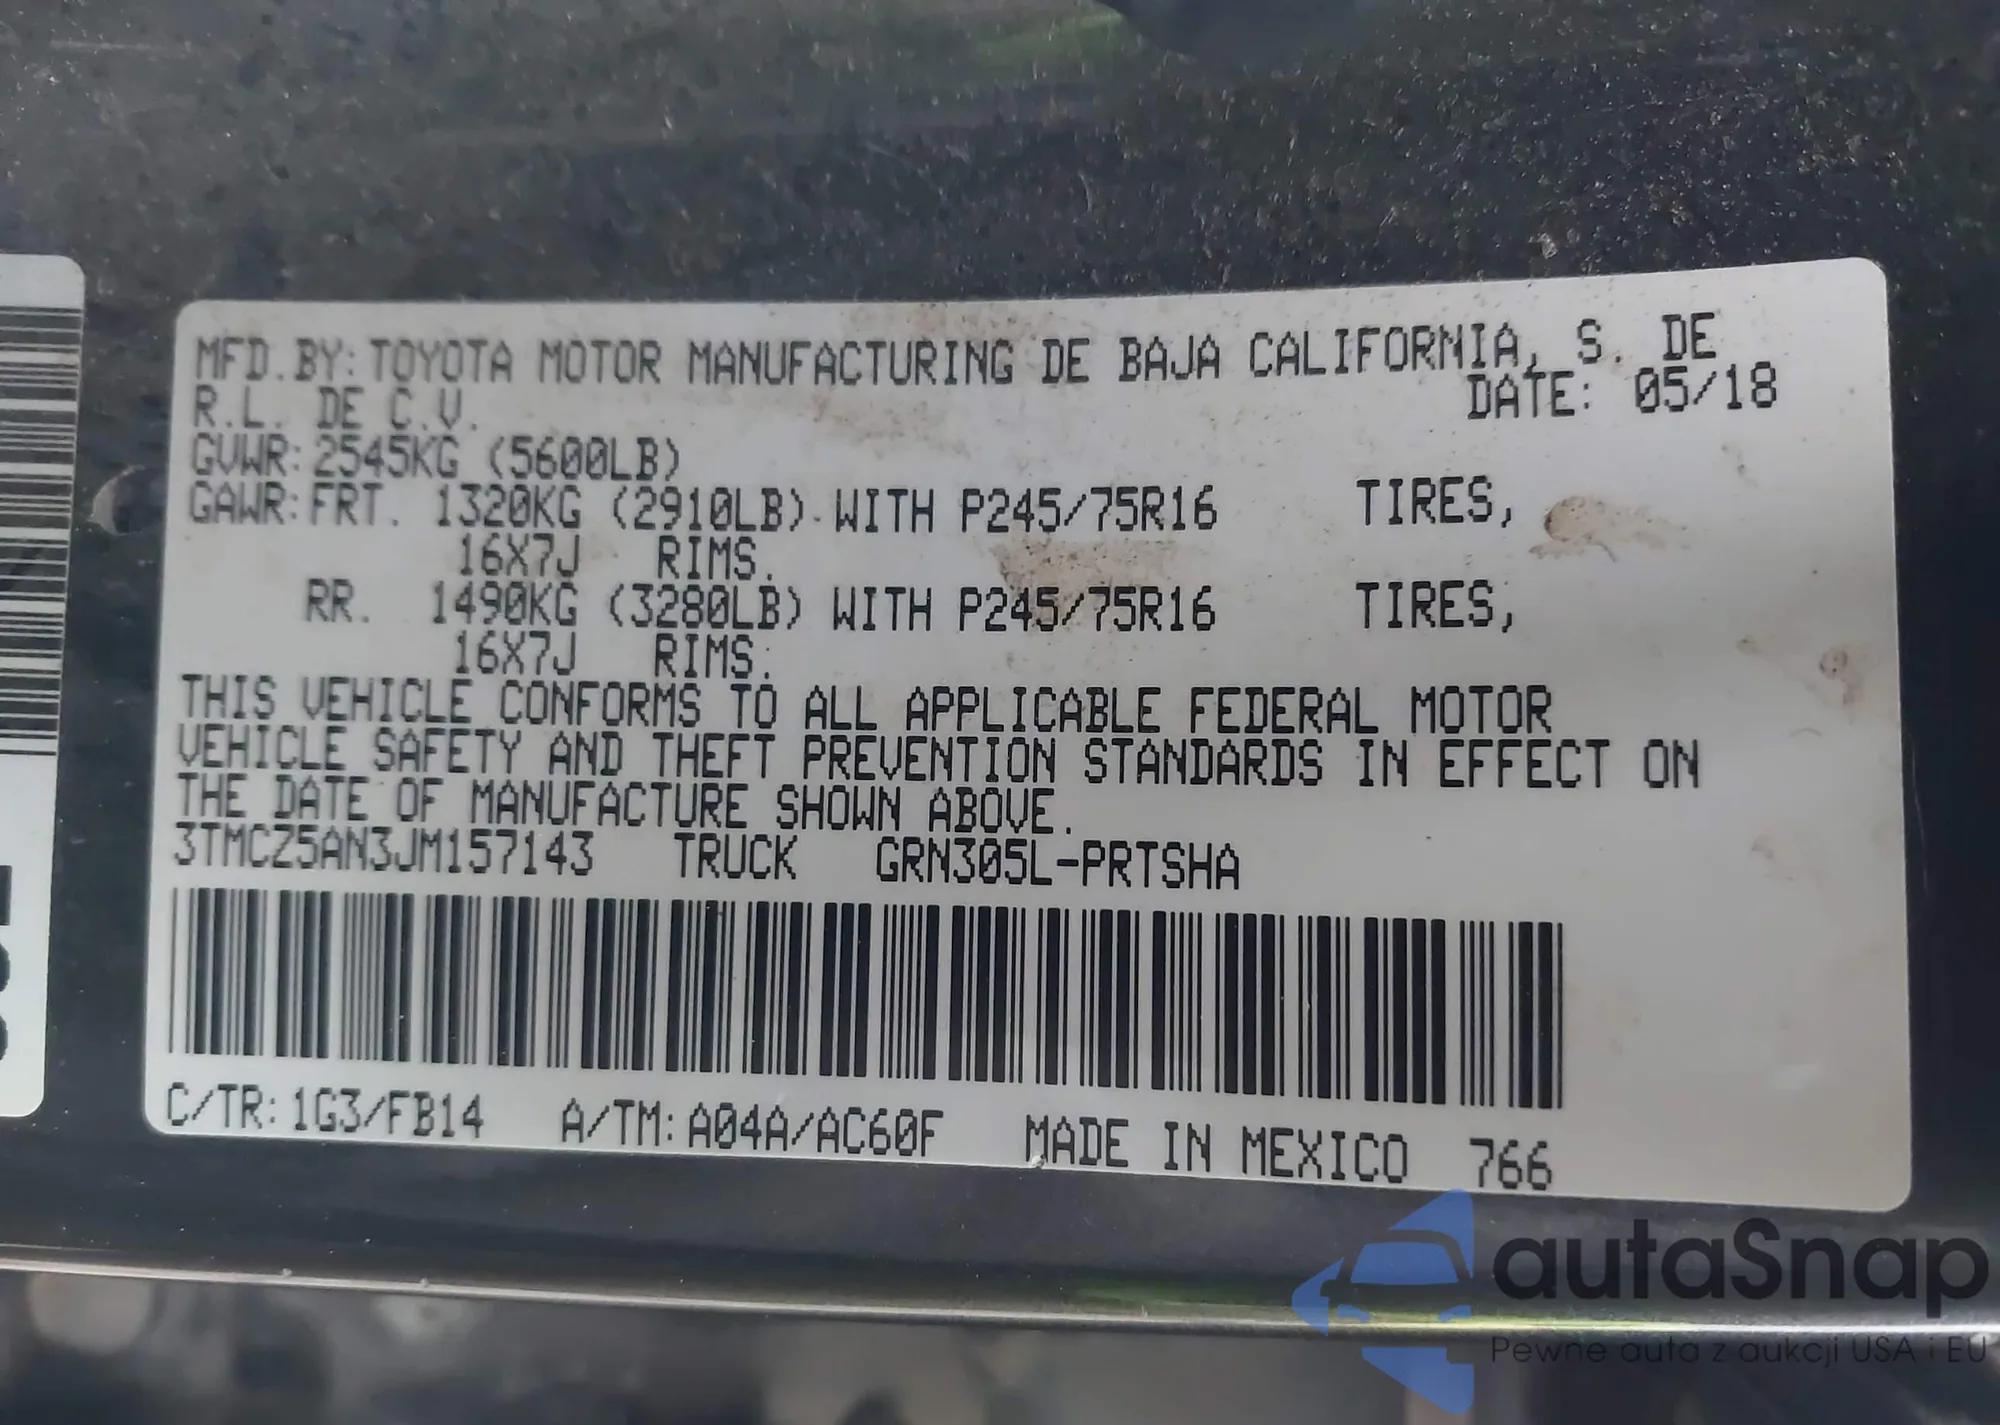 MFD.BY: TOYOTA MOTOR MANUFACTURING DE BAJA CALIFORNIA, S. DE
R.L. DE C.V. DATE: 05/18
GVWR: 2545KG (5600LB)
GAWR: FRT. 1320KG (2910LB) WITH P245/75R16 TIRES,
16X7J RIMS.
RR. 1490KG (3280LB) WITH P245/75R16 TIRES,
16X7J RIMS.
THIS VEHICLE CONFORMS TO ALL APPLICABLE FEDERAL MOTOR
VEHICLE SAFETY AND THEFT PREVENTION STANDARDS IN EFFECT ON
THE DATE OF MANUFACTURE SHOWN ABOVE.
3TMCZ5AN3JM157143 TRUCK GRN305L-PRTSHA
C/TR: 1G3/FB14 A/TM: A04A/AC60F MADE IN MEXICO 766
autaSnap
Pewne auta z aukcji USA i EU